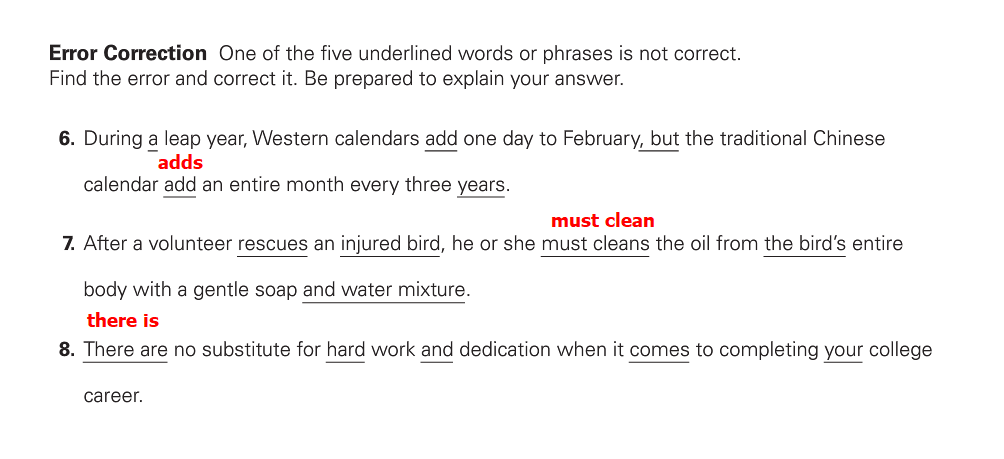 Error Correction One of the five underlined words or phrases is not correct.
Find the error and correct it. Be prepared to explain your answer.
6. During a leap year, Western calendars add one day to February, but the traditional Chinese
adds
calendar add an entire month every three years.
must clean
7. After a volunteer rescues an injured bird, he or she must cleans the oil from the bird's entire
body with a gentle soap and water mixture.
there is
8. There are no substitute for hard work and dedication when it comes to completing your college
career.